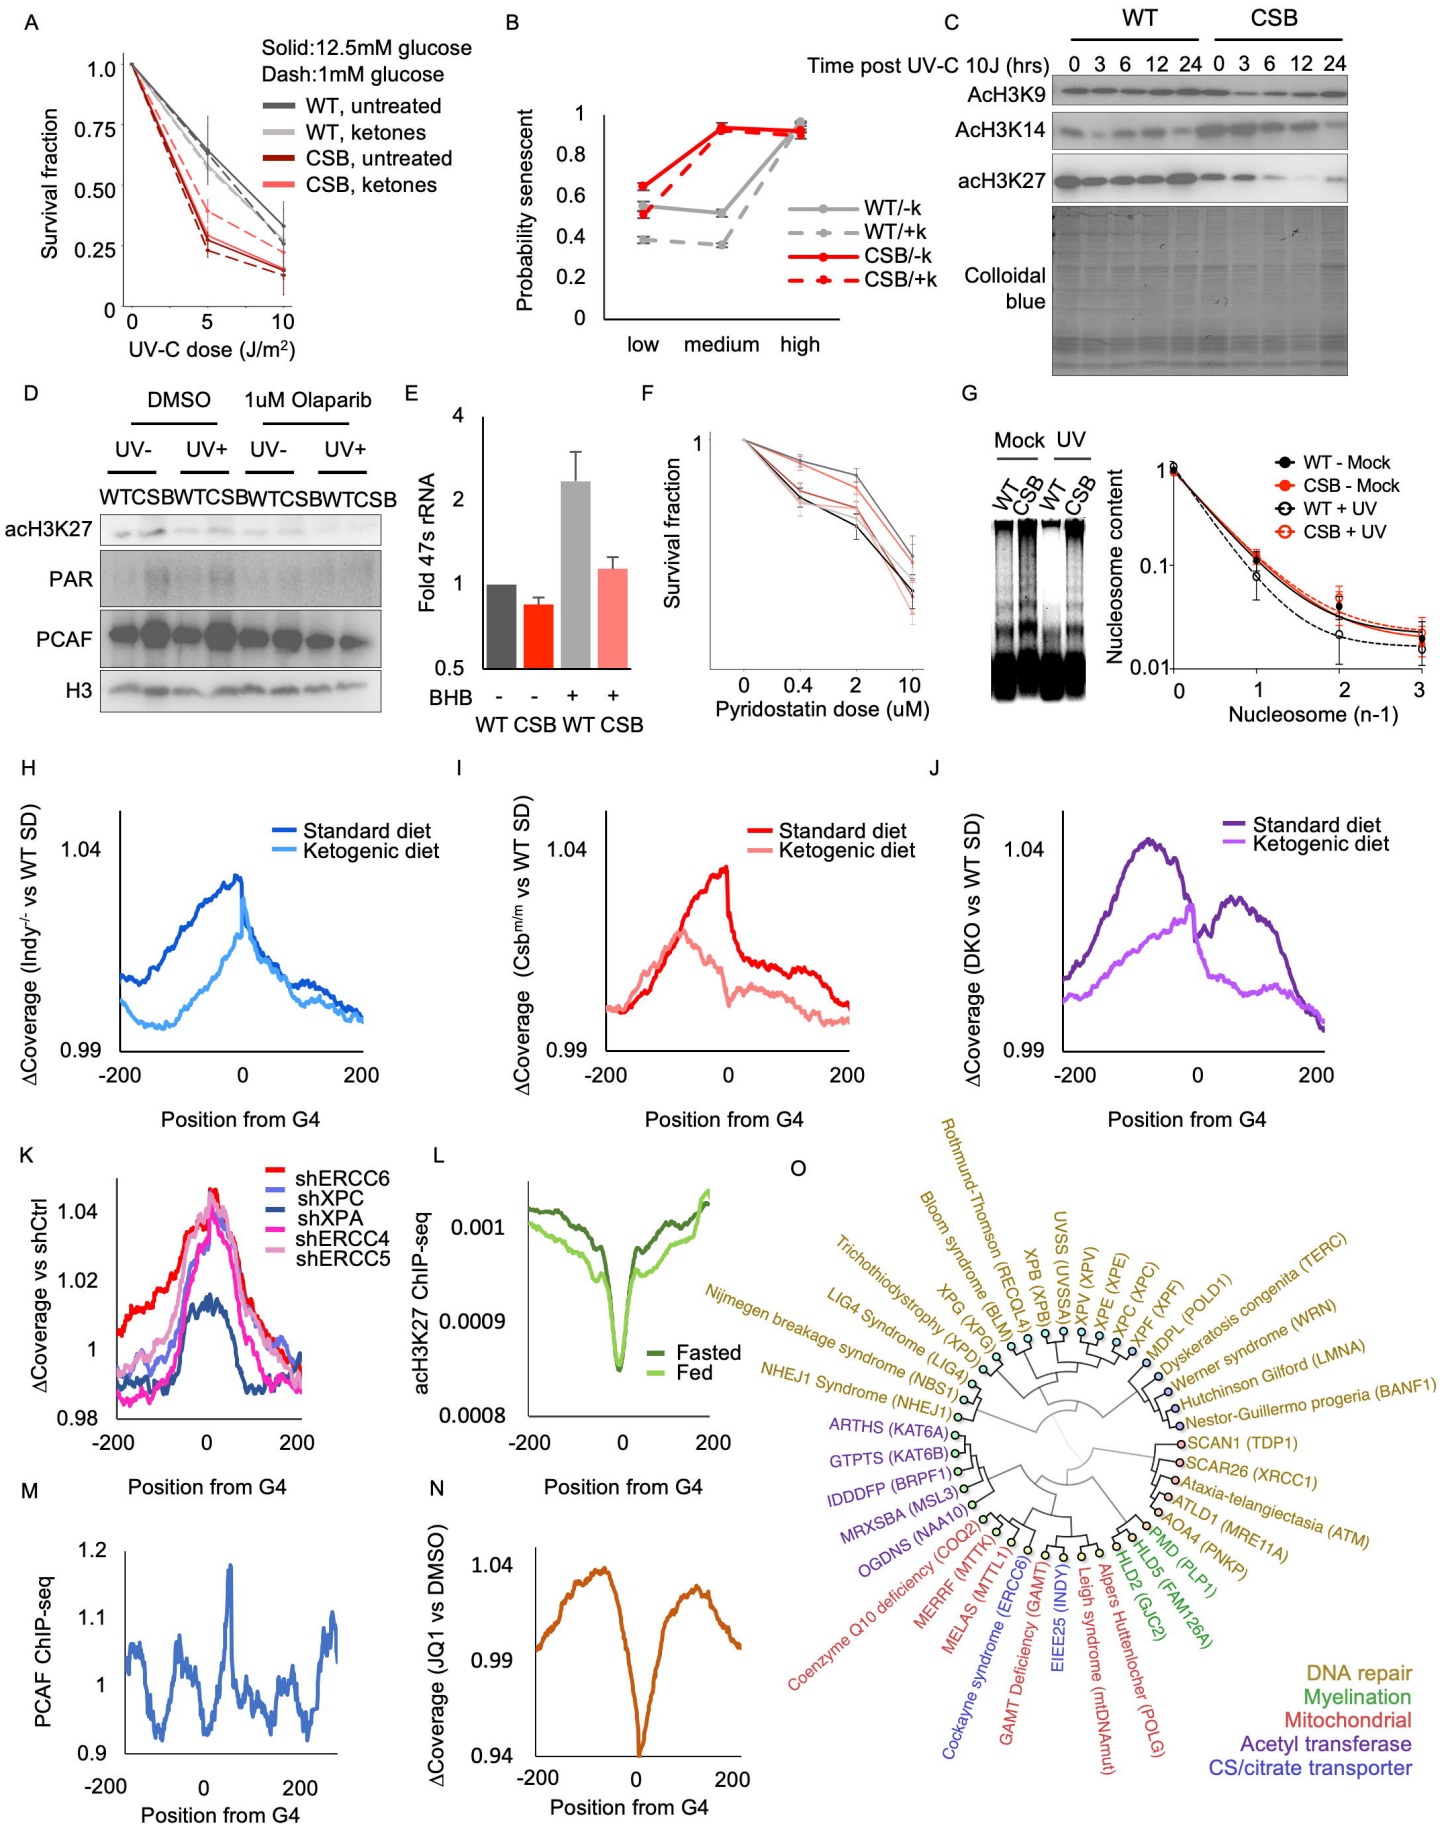 A
Solid:12.5mM glucose
Dash:1mM glucose
WT, untreated
WT, ketones
CSB, untreated
CSB, ketones
Survival fraction
1.0
0.75
0.50
0.25
0
0 5 10
UV-C dose (J/m²)
B
Probability senescent
1
0.8
0.6
0.4
0.2
0
WT/-k
WT/+k
CSB/-k
CSB/+k
low medium high
C
WT CSB
Time post UV-C 10J (hrs) 0 3 6 12 24 0 3 6 12 24
AcH3K9
AcH3K14
acH3K27
Colloidal
blue
D
DMSO 1uM Olaparib
UV- UV+ UV- UV+
WTCSBWTCSBWTCSBWTCSB
acH3K27
PAR
PCAF
H3
E
Fold 47s rRNA
4
2
1
0.5
BHB - - + +
WT CSB WT CSB
F
Survival fraction
1
0 0.4 2 10
Pyridostatin dose (uM)
G
Mock UV
WT CSB WT CSB
Nucleosome content
1
0.1
0.01
WT - Mock
CSB - Mock
WT + UV
CSB + UV
0 1 2 3
Nucleosome (n-1)
H
ΔCoverage (Indy-/- vs WT SD)
1.04
0.99
Standard diet
Ketogenic diet
-200 0 200
Position from G4
I
ΔCoverage (Csbm/m vs WT SD)
1.04
0.99
Standard diet
Ketogenic diet
-200 0 200
Position from G4
J
ΔCoverage (DKO vs WT SD)
1.04
0.99
Standard diet
Ketogenic diet
-200 0 200
Position from G4
K
ΔCoverage vs shCtrl
1.04
1.02
1
0.98
shERCC6
shXPC
shXPA
shERCC4
shERCC5
-200 0 200
Position from G4
L
acH3K27 ChIP-seq
0.001
0.0009
0.0008
Fasted
Fed
-200 0 200
Position from G4
M
PCAF ChIP-seq
1.2
1.1
1
0.9
-200 0 200
Position from G4
N
ΔCoverage (JQ1 vs DMSO)
1.04
0.99
0.94
-200 0 200
Position from G4
O
NHEJ1 Syndrome (NHEJ1)
Nijmegen breakage syndrome (NBS1)
LIG4 Syndrome (LIG4)
Trichothiodystrophy (XPD)
XPG (XPG)
Bloom syndrome (BLM)
Rothmund-Thomson (RECQL4)
XPB (XPB)
UVSS (UVSSA)
XPV (XPV)
XPE (XPE)
XPC (XPC)
XPF (XPF)
MDPL (POLD1)
Dyskeratosis congenita (TERC)
Werner syndrome (WRN)
Hutchinson Gilford (LMNA)
Nestor-Guillermo progeria (BANF1)
SCAN1 (TDP1)
SCAR26 (XRCC1)
Ataxia-telangiectasia (ATM)
ATLD1 (MRE11A)
AOA4 (PNKP)
PMD (PLP1)
HLD5 (FAM126A)
HLD2 (GJC2)
Alpers Huttenlocher (POLG)
Leigh syndrome (mtDNAmut)
EIEE25 (INDY)
GAMT Deficiency (GAMT)
Cockayne syndrome (ERCC6)
MELAS (MTTL1)
MERRF (MTTK)
Coenzyme Q10 deficiency (COQ2)
OGDNS (NAA10)
MRXSBA (MSL3)
IDDDFP (BRPF1)
GTPTS (KAT6B)
ARTHS (KAT6A)
DNA repair
Myelination
Mitochondrial
Acetyl transferase
CS/citrate transporter